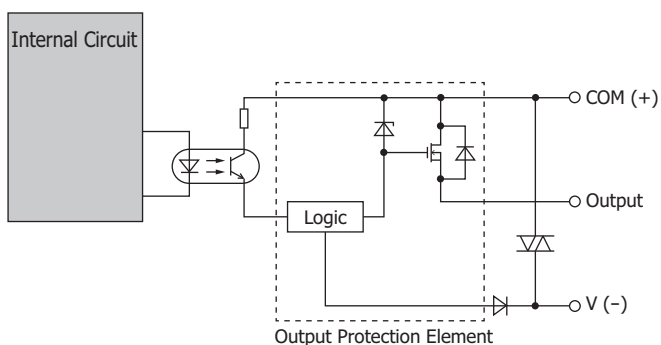 Internal Circuit
COM (+)
Output
Logic
V (−)
Output Protection Element